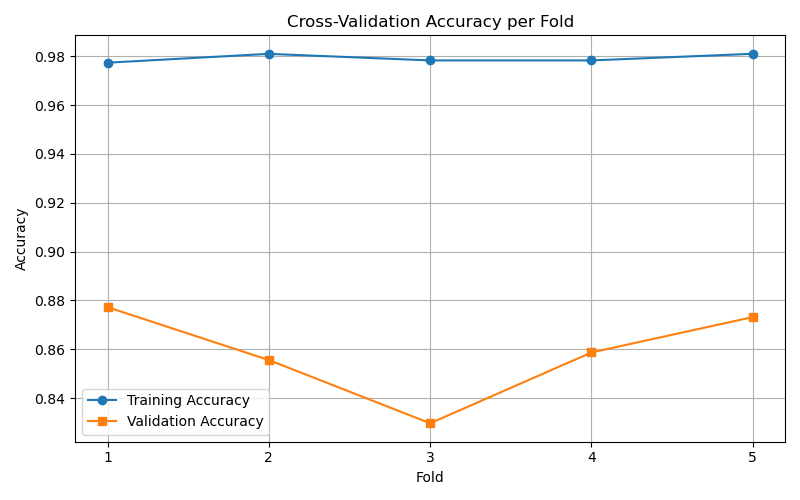 Cross-Validation Accuracy per Fold
Accuracy
0.98
0.96
0.94
0.92
0.90
0.88
0.86
0.84
Training Accuracy
Validation Accuracy
1 2 3 4 5
Fold